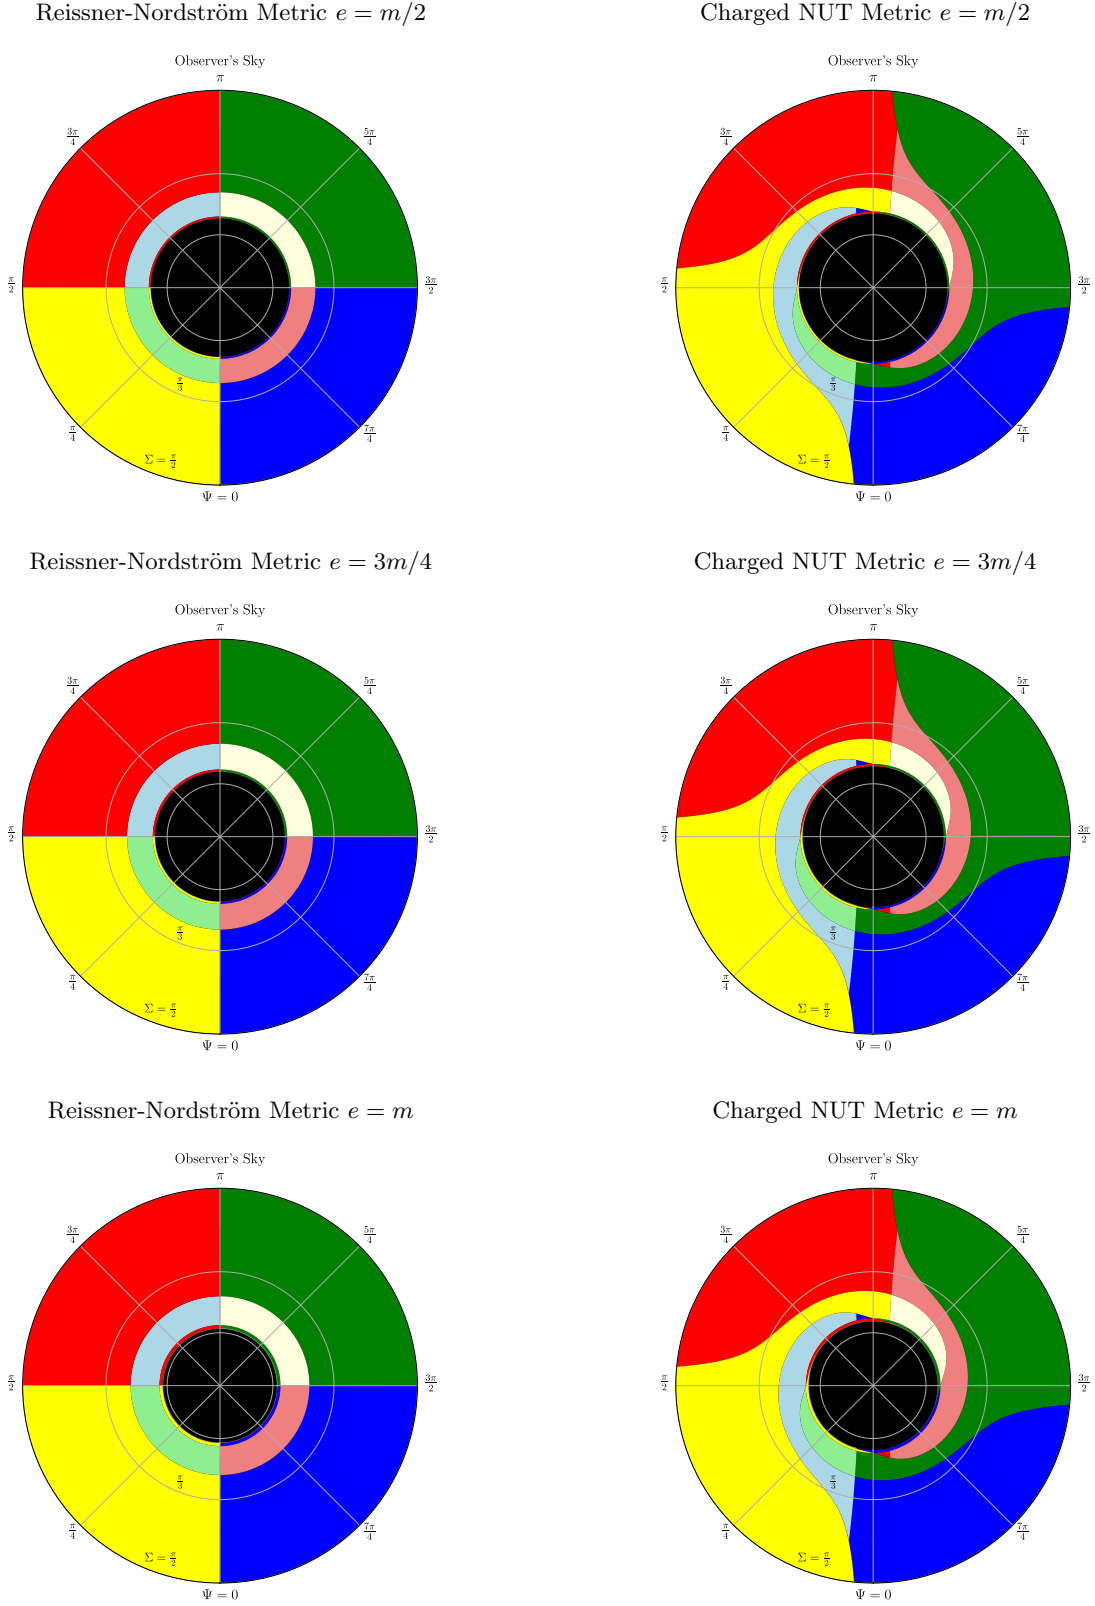 Reissner-Nordström Metric e = m/2
Observer's Sky
π
3π/4
5π/4
π/2
3π/2
π/3
π/4
7π/4
Σ = π/2
Ψ = 0
Charged NUT Metric e = m/2
Observer's Sky
π
3π/4
5π/4
π/2
3π/2
π/3
π/4
7π/4
Σ = π/2
Ψ = 0
Reissner-Nordström Metric e = 3m/4
Observer's Sky
π
3π/4
5π/4
π/2
3π/2
π/3
π/4
7π/4
Σ = π/2
Ψ = 0
Charged NUT Metric e = 3m/4
Observer's Sky
π
3π/4
5π/4
π/2
3π/2
π/3
π/4
7π/4
Σ = π/2
Ψ = 0
Reissner-Nordström Metric e = m
Observer's Sky
π
3π/4
5π/4
π/2
3π/2
π/3
π/4
7π/4
Σ = π/2
Ψ = 0
Charged NUT Metric e = m
Observer's Sky
π
3π/4
5π/4
π/2
3π/2
π/3
π/4
7π/4
Σ = π/2
Ψ = 0